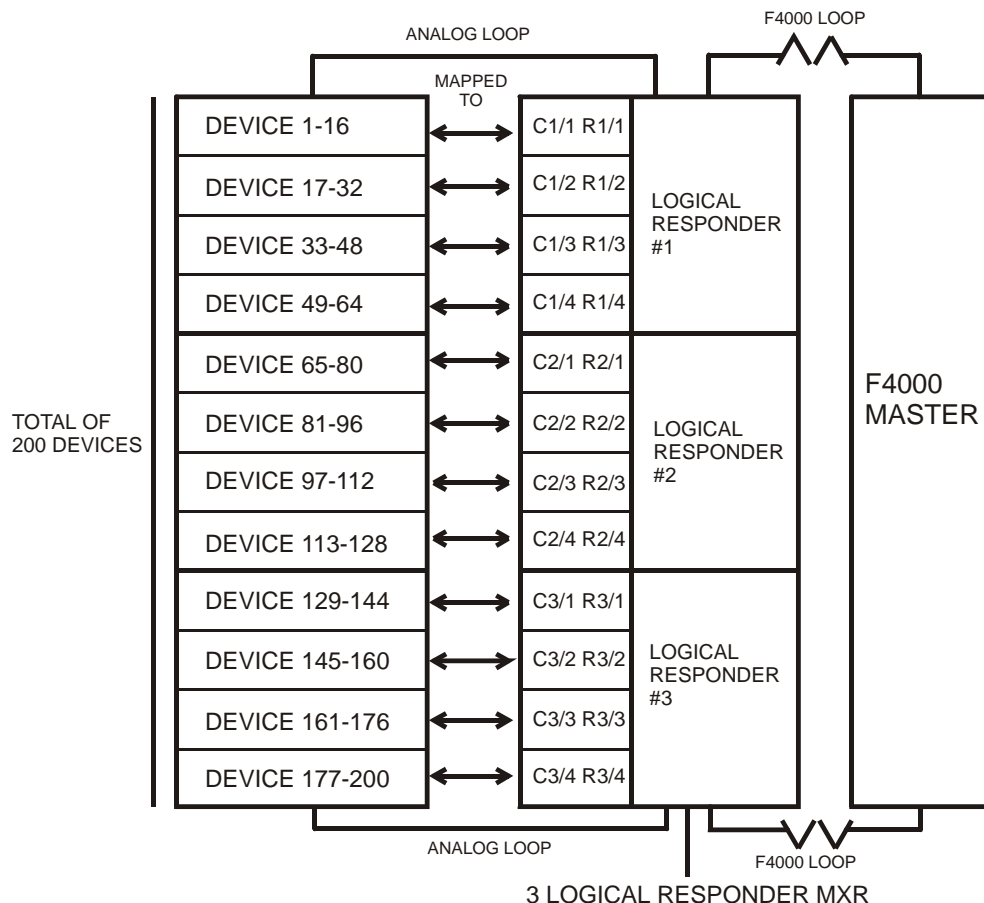 F4000 LOOP
ANALOG LOOP
MAPPED
TO
DEVICE 1-16
C1/1 R1/1
DEVICE 17-32
C1/2 R1/2
DEVICE 33-48
C1/3 R1/3
DEVICE 49-64
C1/4 R1/4
LOGICAL
RESPONDER
#1
DEVICE 65-80
C2/1 R2/1
DEVICE 81-96
C2/2 R2/2
DEVICE 97-112
C2/3 R2/3
DEVICE 113-128
C2/4 R2/4
LOGICAL
RESPONDER
#2
F4000
MASTER
TOTAL OF
200 DEVICES
DEVICE 129-144
C3/1 R3/1
DEVICE 145-160
C3/2 R3/2
DEVICE 161-176
C3/3 R3/3
DEVICE 177-200
C3/4 R3/4
LOGICAL
RESPONDER
#3
ANALOG LOOP
F4000 LOOP
3 LOGICAL RESPONDER MXR